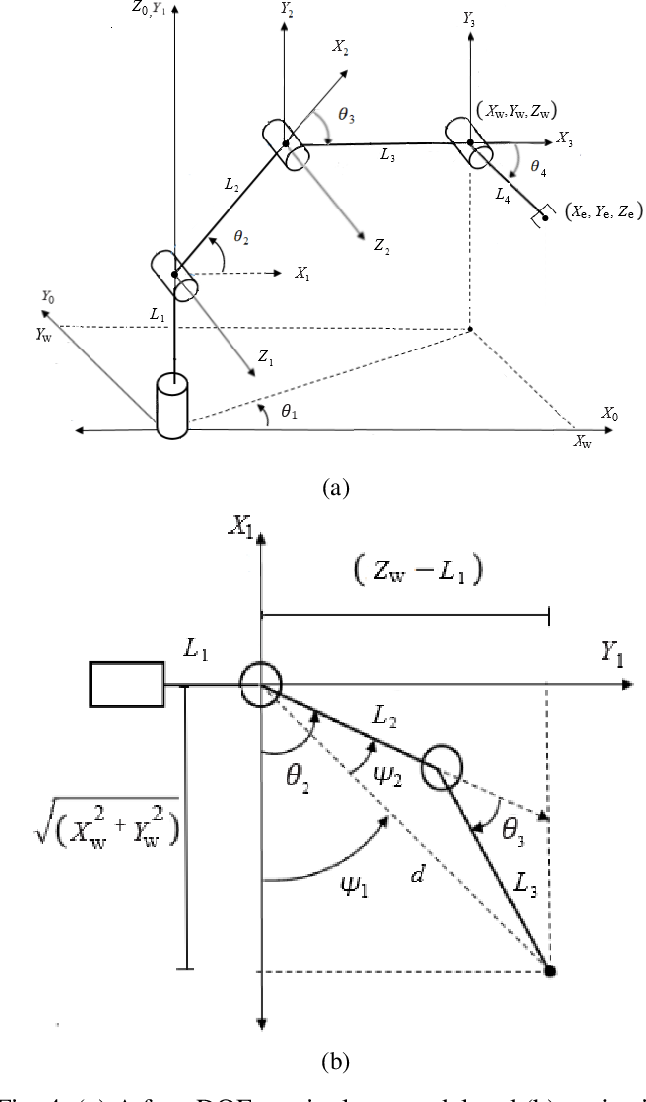 Z₀,Y₁
Y₂
Y₃
X₂
θ₃
(Xw,Yw,Zw)
X₃
L₃
θ₄
L₂
L₄
(Xe, Ye, Ze)
θ₂
Z₂
X₁
Y₀
L₁
Yw
Z₁
θ₁
X₀
Xw
(a)
X₁
(Zw − L₁)
L₁
Y₁
L₂
θ₂
ψ₂
√(Xw² + Yw²)
θ₃
d
L₃
ψ₁
(b)